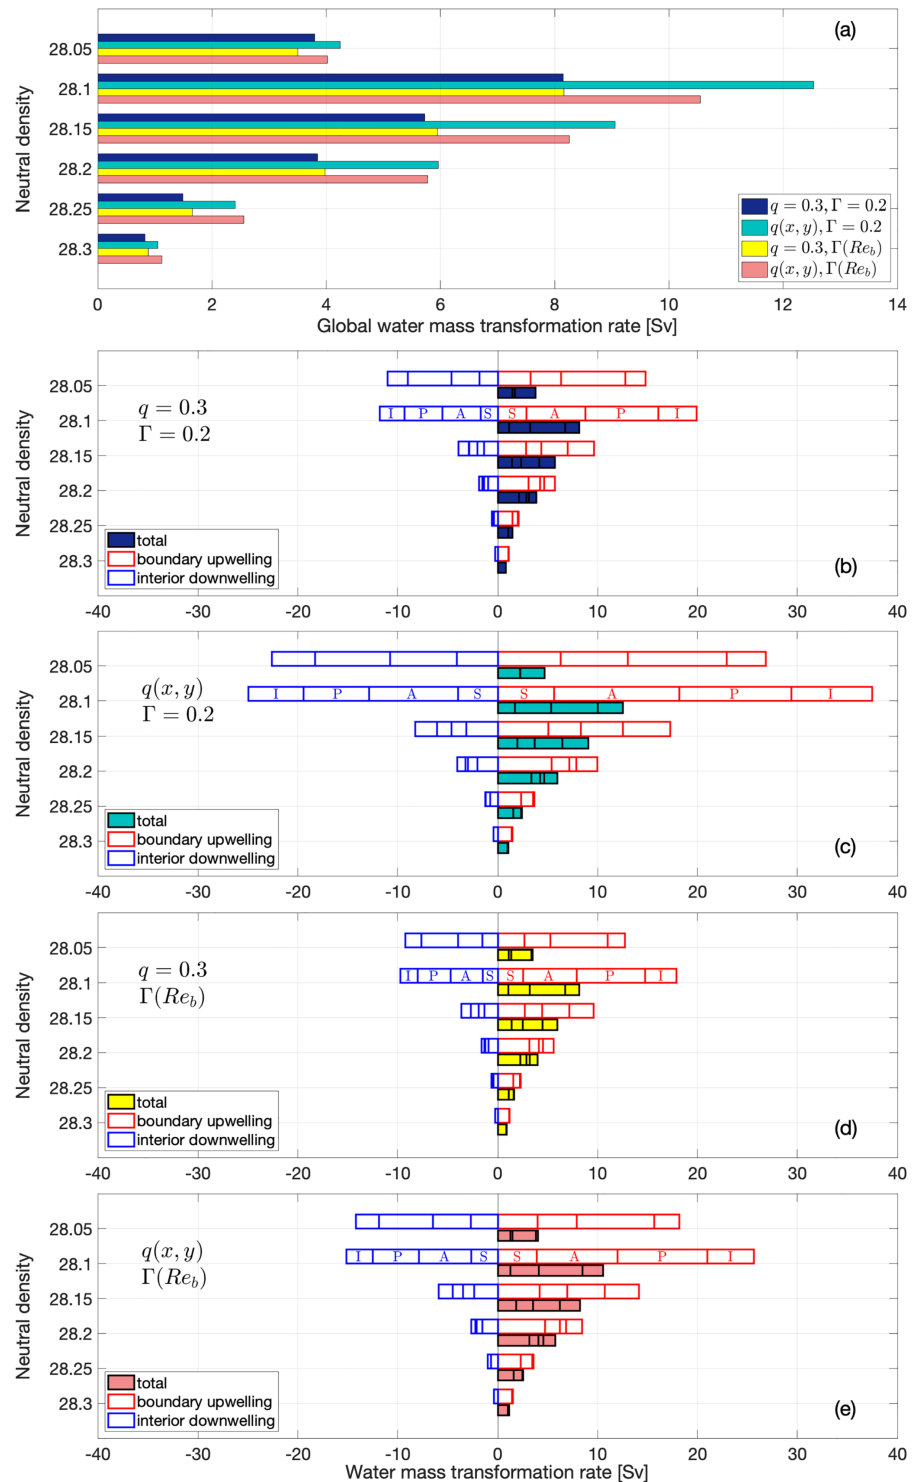 (a)
28.05
28.1
28.15
28.2
28.25
28.3
Neutral density
q = 0.3, Γ = 0.2
q(x, y), Γ = 0.2
q = 0.3, Γ(Re_b)
q(x, y), Γ(Re_b)
0 2 4 6 8 10 12 14
Global water mass transformation rate [Sv]
28.05
28.1
28.15
28.2
28.25
28.3
Neutral density
q = 0.3
Γ = 0.2
I P A S S A P I
total
boundary upwelling
interior downwelling
(b)
-40 -30 -20 -10 0 10 20 30 40
28.05
28.1
28.15
28.2
28.25
28.3
Neutral density
q(x, y)
Γ = 0.2
I P A S S A P I
total
boundary upwelling
interior downwelling
(c)
-40 -30 -20 -10 0 10 20 30 40
28.05
28.1
28.15
28.2
28.25
28.3
Neutral density
q = 0.3
Γ(Re_b)
I P A S S A P I
total
boundary upwelling
interior downwelling
(d)
-40 -30 -20 -10 0 10 20 30 40
28.05
28.1
28.15
28.2
28.25
28.3
Neutral density
q(x, y)
Γ(Re_b)
I P A S S A P I
total
boundary upwelling
interior downwelling
(e)
-40 -30 -20 -10 0 10 20 30 40
Water mass transformation rate [Sv]